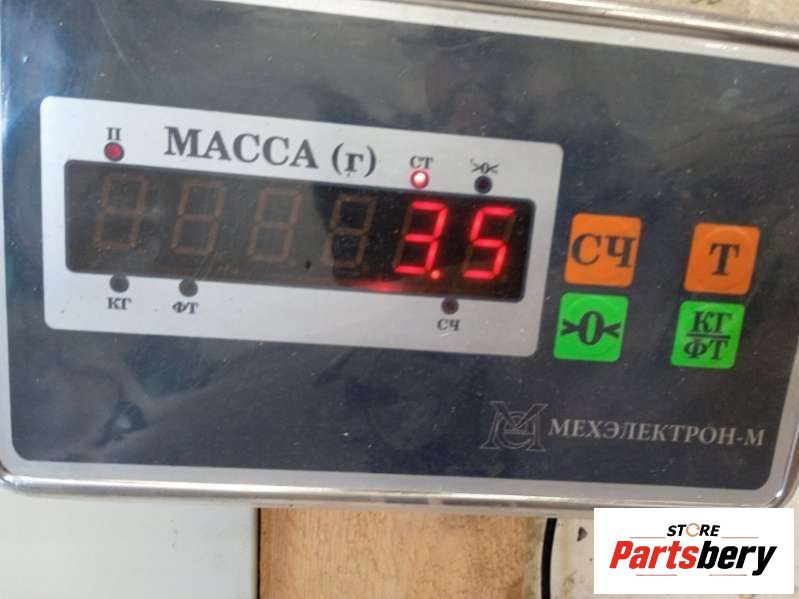 П
МАССА (г)
СТ
>0<
3.5
КГ
ФТ
СЧ
СЧ
Т
>0<
КГ
ФТ
МЕХЭЛЕКТРОН-М
STORE
Partsbery